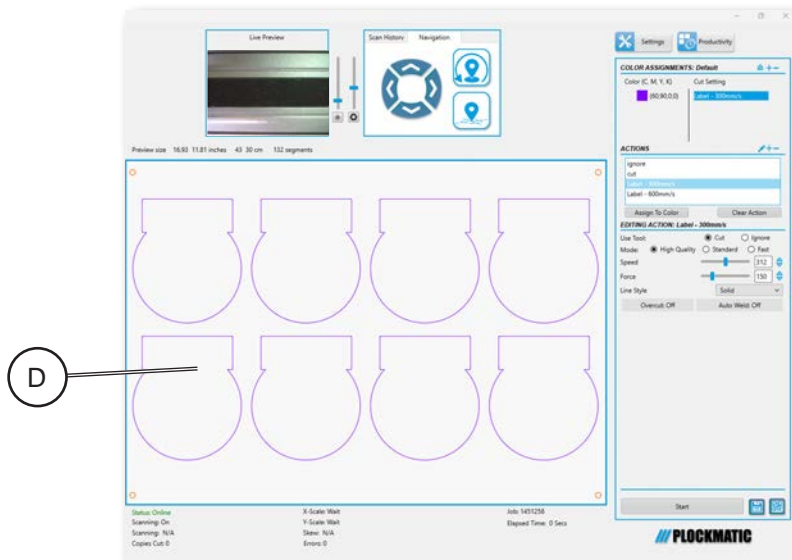 Live Preview
Scan History Navigation
Settings Productivity
COLOR ASSIGNMENTS: Default
Color (C, M, Y, K) Cut Setting
(60,90,0,0) Label - 300mm/s
Preview size 16.93 11.81 inches 43 30 cm 132 segments
ACTIONS
ignore
cut
Label - 300mm/s
Label - 600mm/s
Assign To Color Clear Action
EDITING ACTION: Label - 300mm/s
Use Tool: Cut Ignore
Mode: High Quality Standard Fast
Speed 312
Force 150
Line Style Solid
Overcut: Off Auto Weld: Off
D
Status: Online X-Scale: Wait Job: 1451258
Scanning: On Y-Scale: Wait Elapsed Time: 0 Secs
Scanning: N/A Skew: N/A
Copies Cut: 0 Errors: 0
Start
PLOCKMATIC